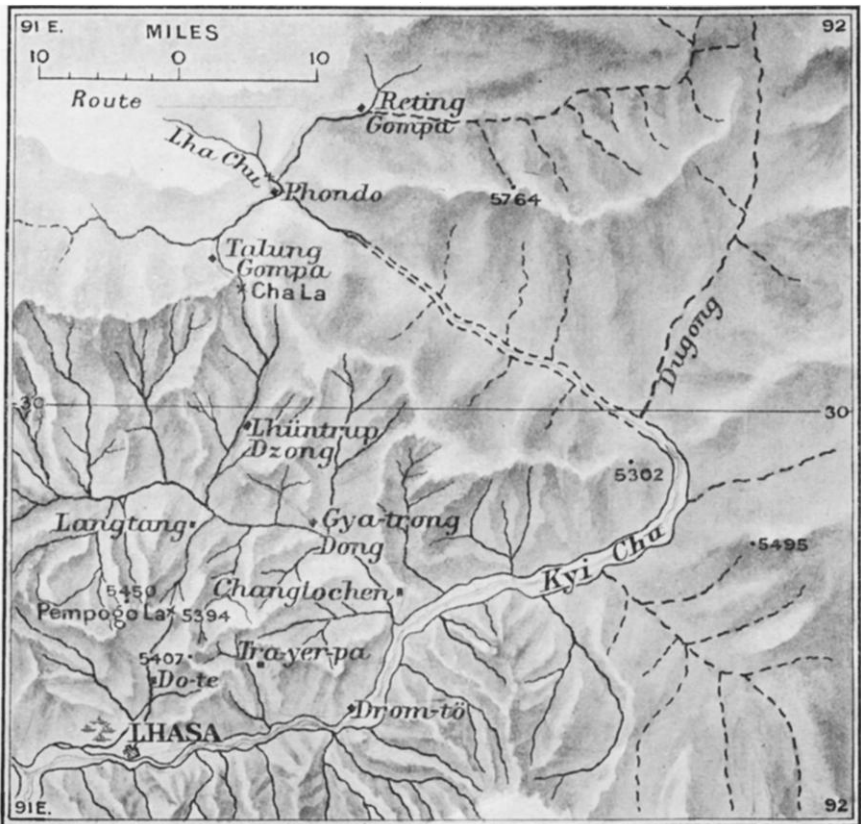 91 E.
MILES
92
10
0
10
Route
Reting
Gompa
Lha Chu
Phondo
5764
Talung
Gompa
Cha La
Dugong
30
30
Lhüntrup
Dzong
5302
Langtang
Gya-trong
Dong
5495
Kyi Chu
5450
Changlochen
Pempogo La
5394
5407
Tra-yer-pa
Do-te
Drom-tö
LHASA
91E.
92